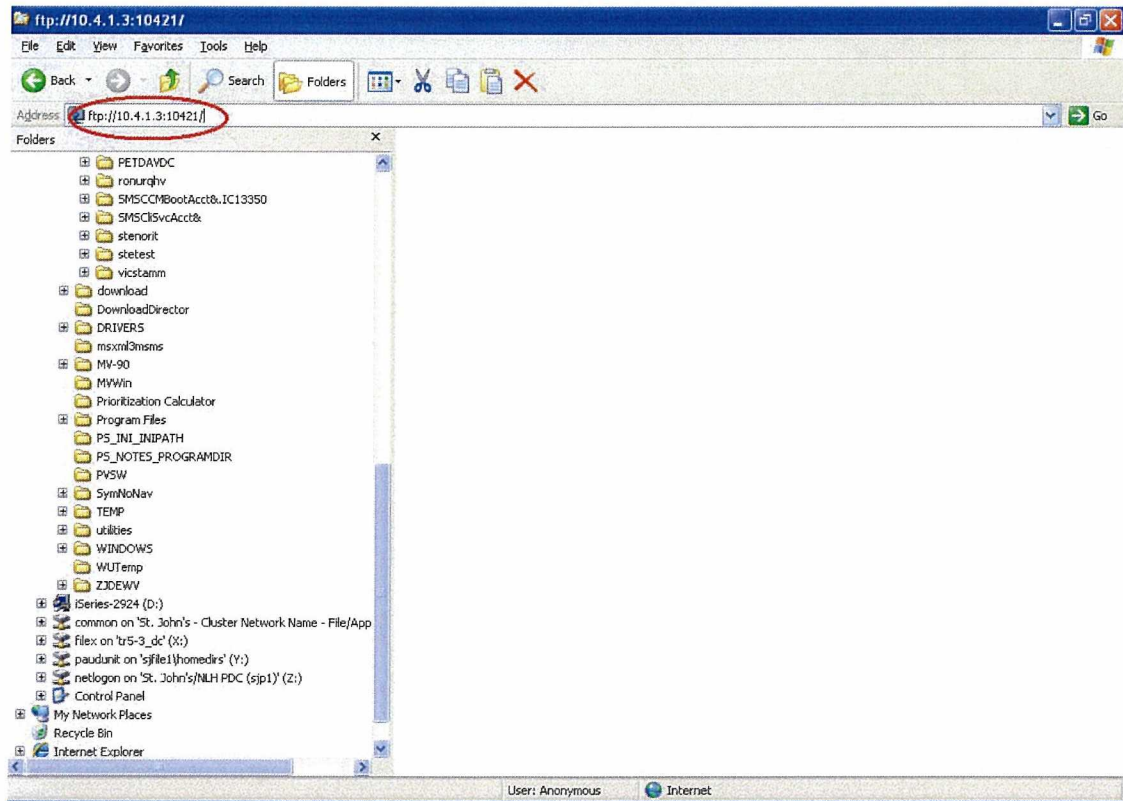 ftp://10.4.1.3:10421/
File Edit View Favorites Tools Help
Back Search Folders
Address ftp://10.4.1.3:10421/ Go
Folders
PETDAVDC
ronurqhv
SMSCCMBootAcct&.IC13350
SMSCliSvcAcct&
stenorit
stetest
vicstamm
download
DownloadDirector
DRIVERS
msxml3msms
MV-90
MVWin
Prioritization Calculator
Program Files
PS_INI_INIPATH
PS_NOTES_PROGRAMDIR
PVSW
SymNoNav
TEMP
utilities
WINDOWS
WUTemp
ZJDEWV
iSeries-2924 (D:)
common on 'St. John's - Cluster Network Name - File/App
filex on 'tr5-3_dc' (X:)
paudunit on 'sjfile1\homedirs' (Y:)
netlogon on 'St. John's/NLH PDC (sjp1)' (Z:)
Control Panel
My Network Places
Recycle Bin
Internet Explorer
User: Anonymous Internet